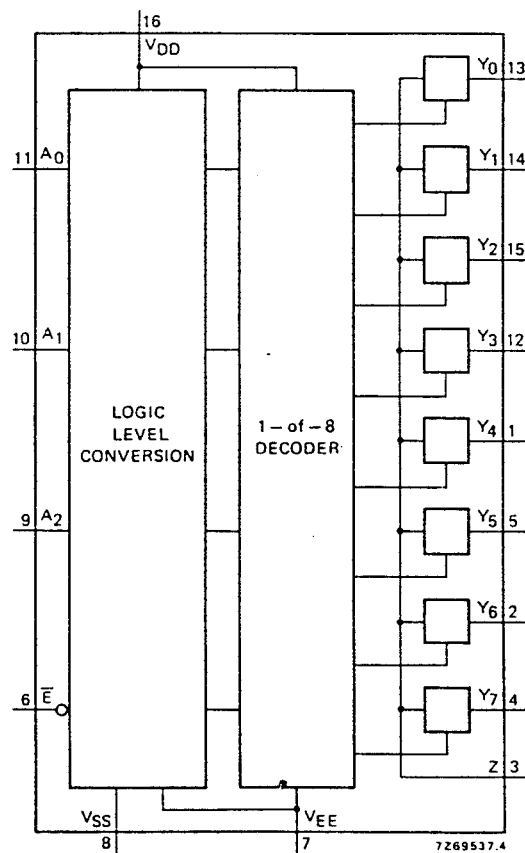 16
VDD
Y0 13
11 A0
Y1 14
Y2 15
10 A1
Y3 12
LOGIC
LEVEL
CONVERSION
1-of-8
DECODER
Y4 1
9 A2
Y5 5
Y6 2
6 E̅
Y7 4
Z 3
VSS
VEE
8
7
7Z69537.4